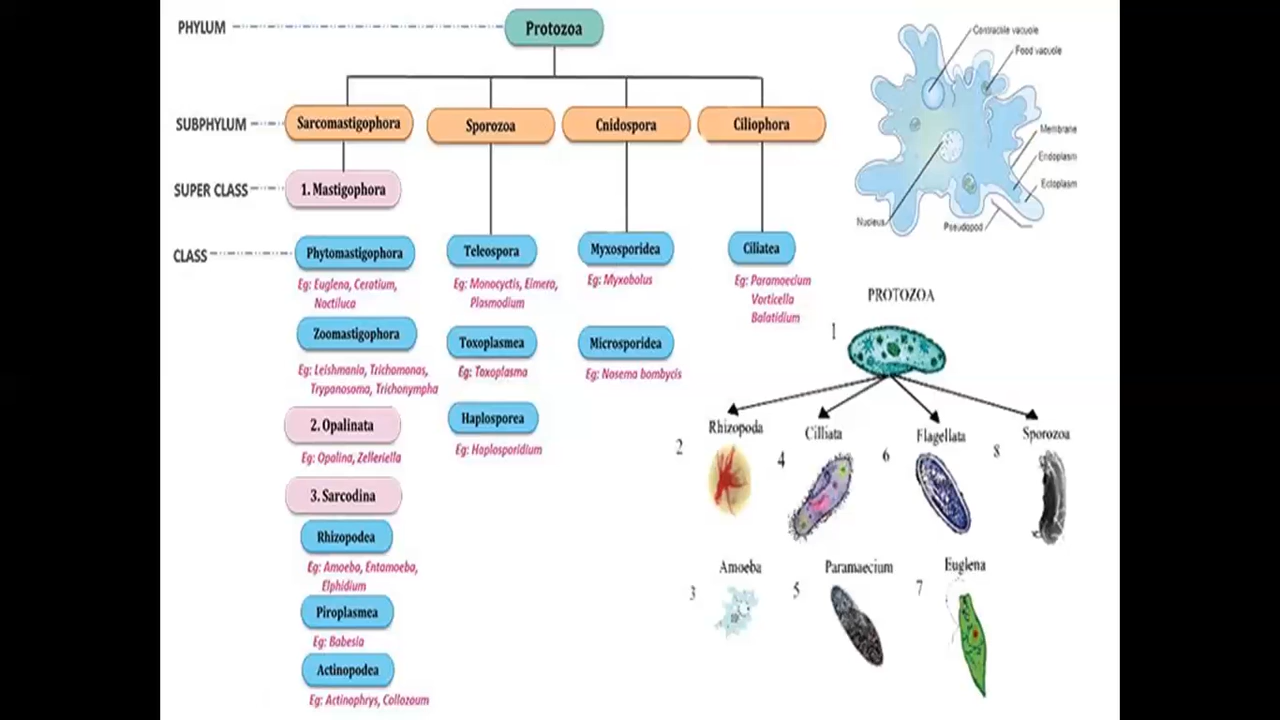 PHYLUM
Protozoa
SUBPHYLUM
Sarcomastigophora
Sporozoa
Cnidospora
Ciliophora
SUPER CLASS
1. Mastigophora
CLASS
Phytomastigophora
Eg: Euglena, Ceratium,
Noctiluca
Zoomastigophora
Eg: Leishmania, Trichomonas,
Trypanosoma, Trichonympha
2. Opalinata
Eg: Opalina, Zelleriella
3. Sarcodina
Rhizopodea
Eg: Amoeba, Entamoeba,
Elphidium
Piroplasmea
Eg: Babesia
Actinopodea
Eg: Actinophrys, Collozoum
Teleospora
Eg: Monocyctis, Eimera,
Plasmodium
Toxoplasmea
Eg: Toxoplasma
Haplosporea
Eg: Haplosporidium
Myxosporidea
Eg: Myxobolus
Microsporidea
Eg: Nosema bombycis
Ciliatea
Eg: Paramoecium
Vorticella
Balatidium
Contractile vacuole
Food vacuole
Membrane
Endoplasm
Ectoplasm
Nucleus
Pseudopod
PROTOZOA
1
Rhizopoda
2
Cilliata
4
Flagellata
6
Sporozoa
8
Amoeba
3
Paramaecium
5
Euglena
7